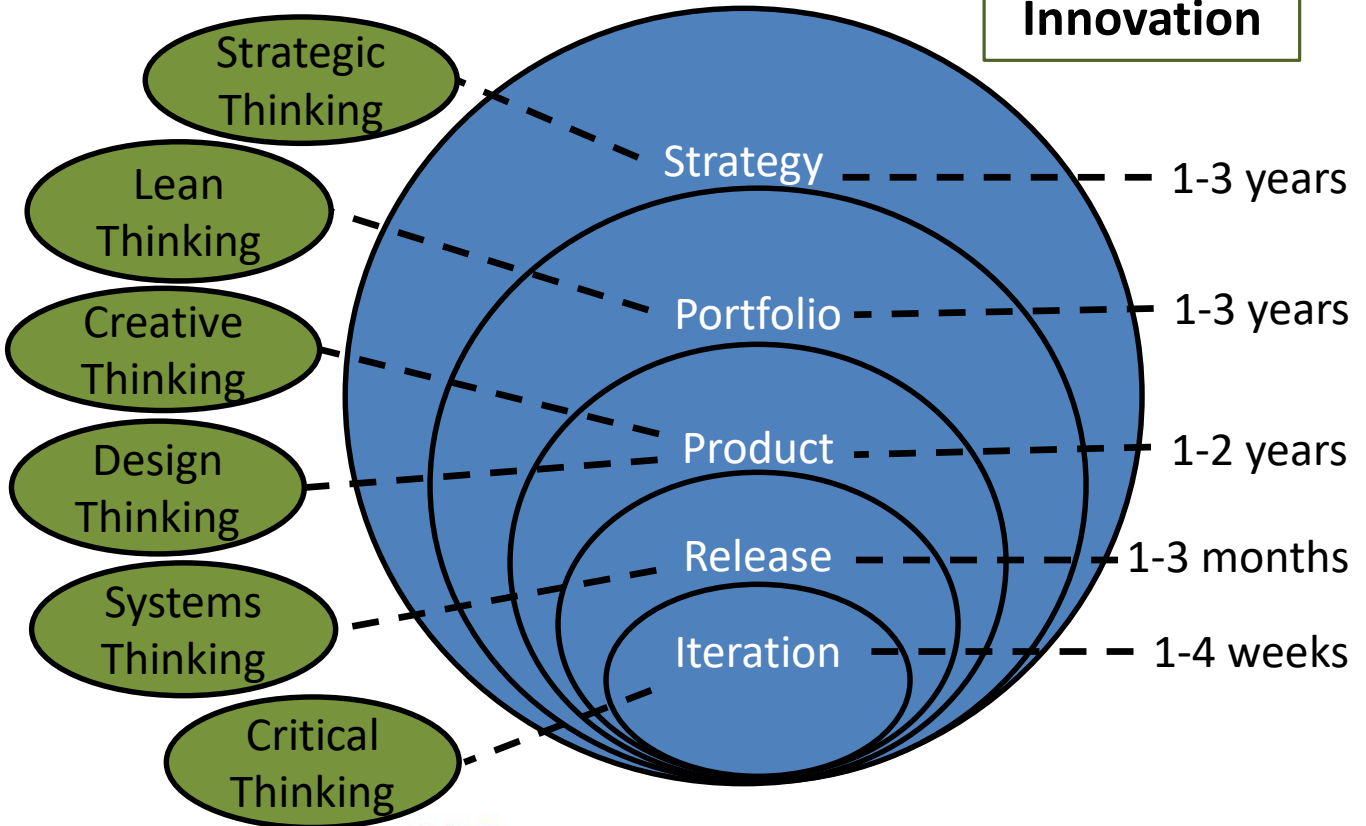 Innovation
Strategic
Thinking
Strategy
1-3 years
Lean
Thinking
Portfolio
1-3 years
Creative
Thinking
Product
1-2 years
Design
Thinking
Release
1-3 months
Systems
Thinking
Iteration
1-4 weeks
Critical
Thinking